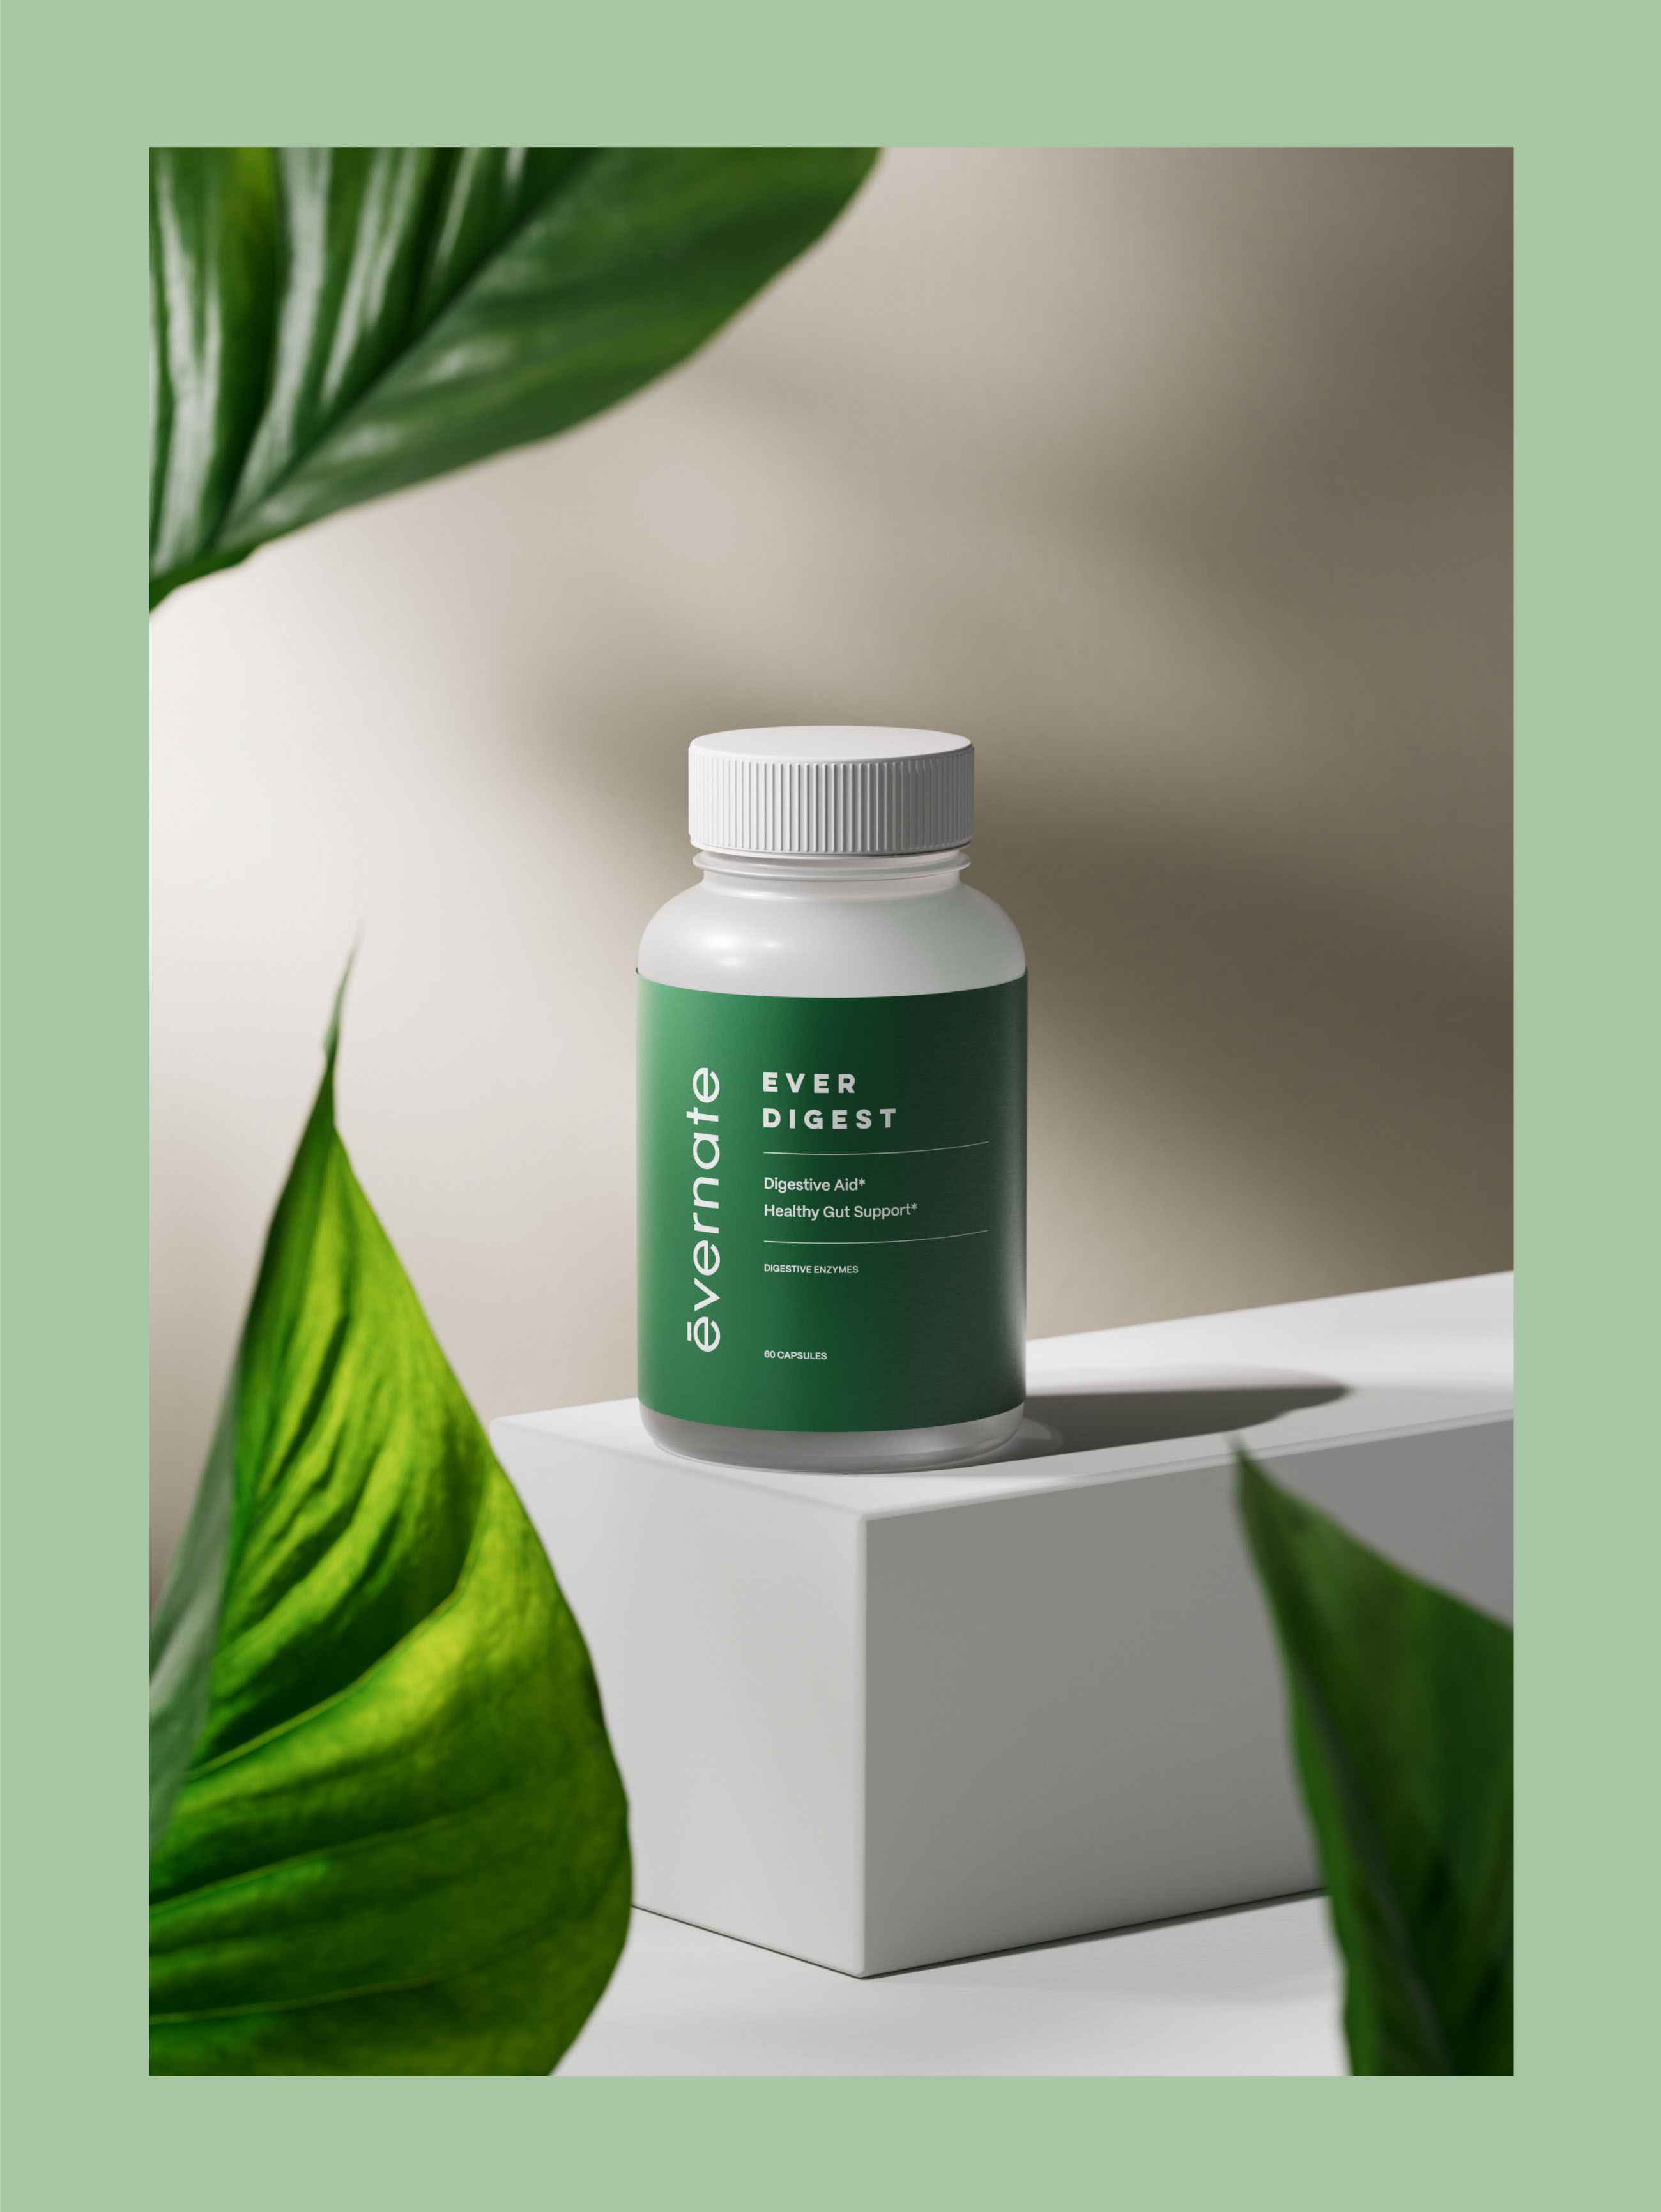 ēvernate
EVER
DIGEST
Digestive Aid*
Healthy Gut Support*
DIGESTIVE ENZYMES
60 CAPSULES